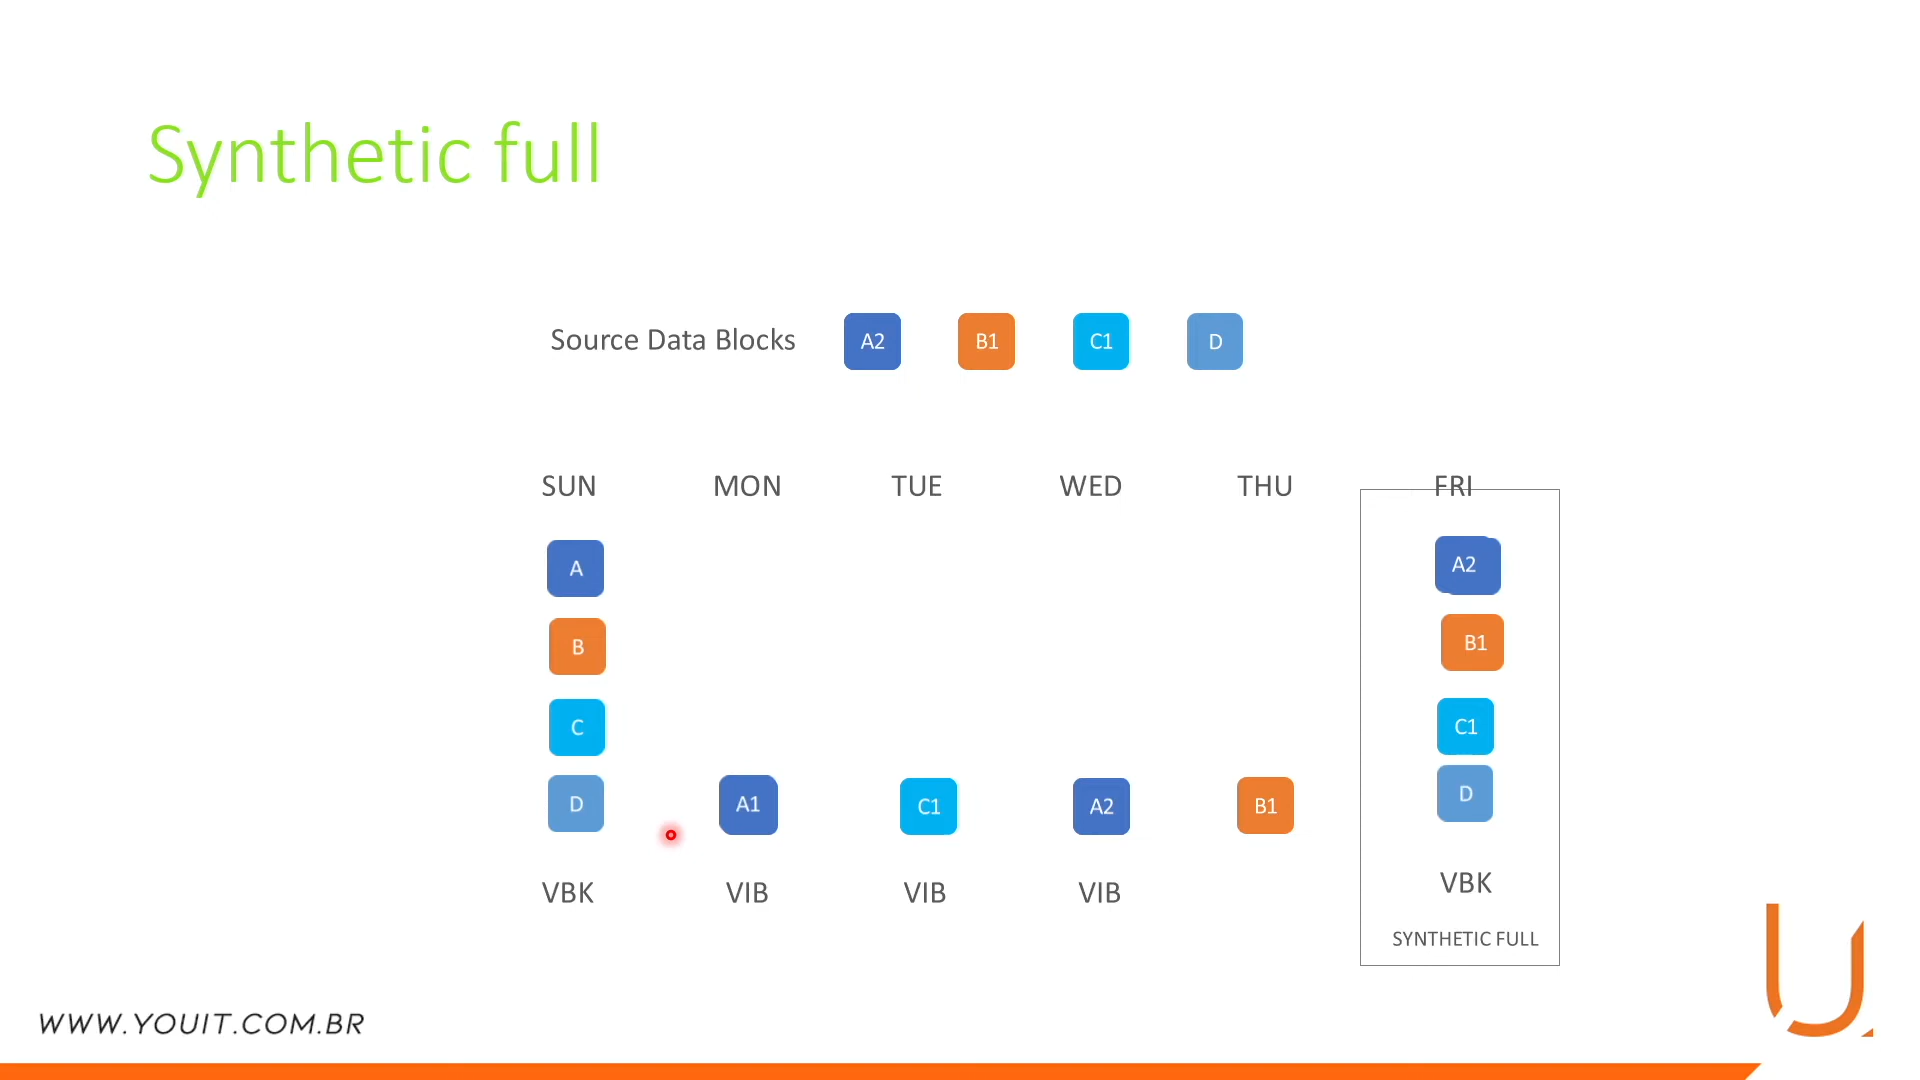 Synthetic full
Source Data Blocks A2 B1 C1 D
SUN MON TUE WED THU FRI
A A2
B B1
C C1
D A1 C1 A2 B1 D
VBK VIB VIB VIB VBK
SYNTHETIC FULL
WWW.YOUIT.COM.BR